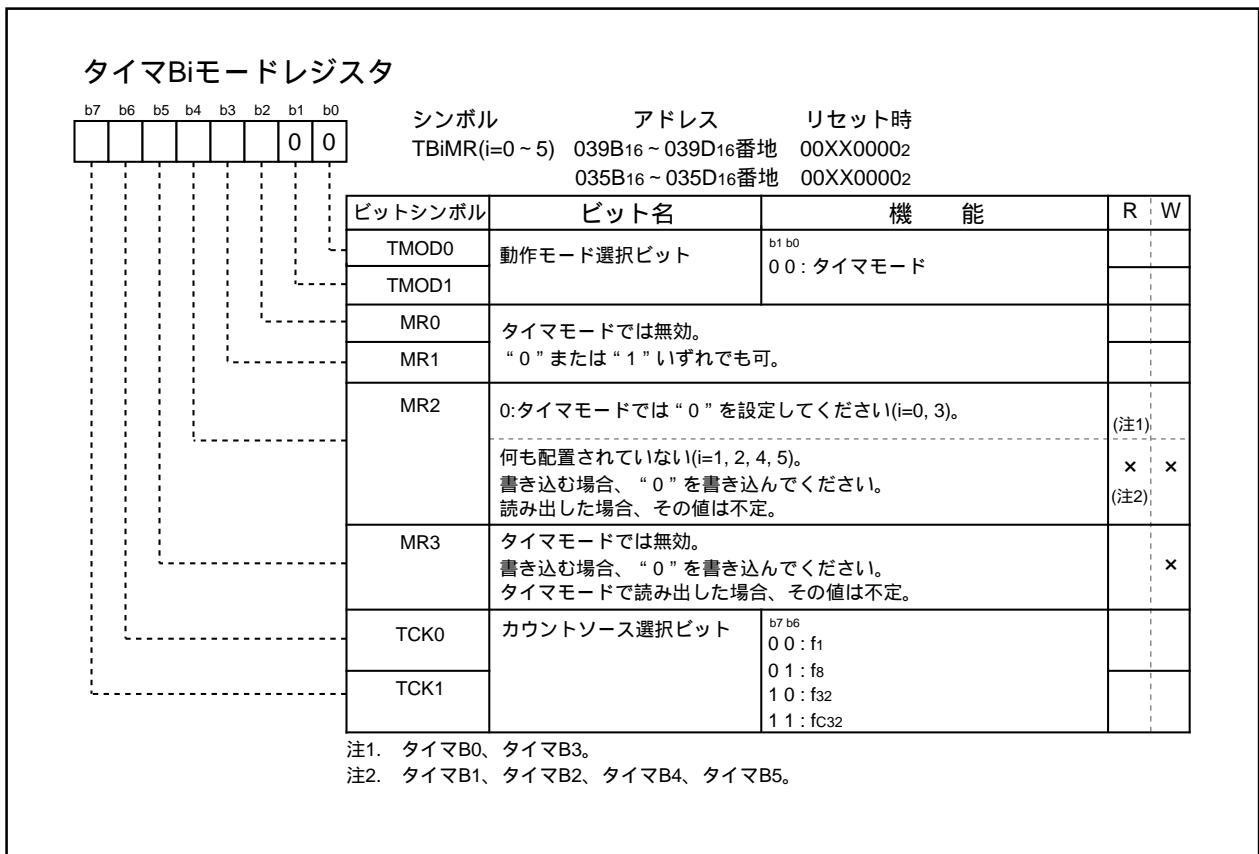 タイマBiモードレジスタ
b7 b6 b5 b4 b3 b2 b1 b0
0 0
シンボル アドレス リセット時
TBiMR(i=0~5) 039B16~039D16番地 00XX00002
035B16~035D16番地 00XX00002
ビットシンボル ビット名 機 能 R W
TMOD0 動作モード選択ビット b1 b0
0 0 : タイマモード
TMOD1
MR0 タイマモードでは無効。
MR1 “0”または“1”いずれでも可。
MR2 0:タイマモードでは“0”を設定してください(i=0, 3)。
(注1)
何も配置されていない(i=1, 2, 4, 5)。
書き込む場合、“0”を書き込んでください。 × ×
読み出した場合、その値は不定。 (注2)
MR3 タイマモードでは無効。
書き込む場合、“0”を書き込んでください。 ×
タイマモードで読み出した場合、その値は不定。
TCK0 カウントソース選択ビット b7 b6
0 0 : f1
0 1 : f8
TCK1 1 0 : f32
1 1 : fC32
注1. タイマB0、タイマB3。
注2. タイマB1、タイマB2、タイマB4、タイマB5。